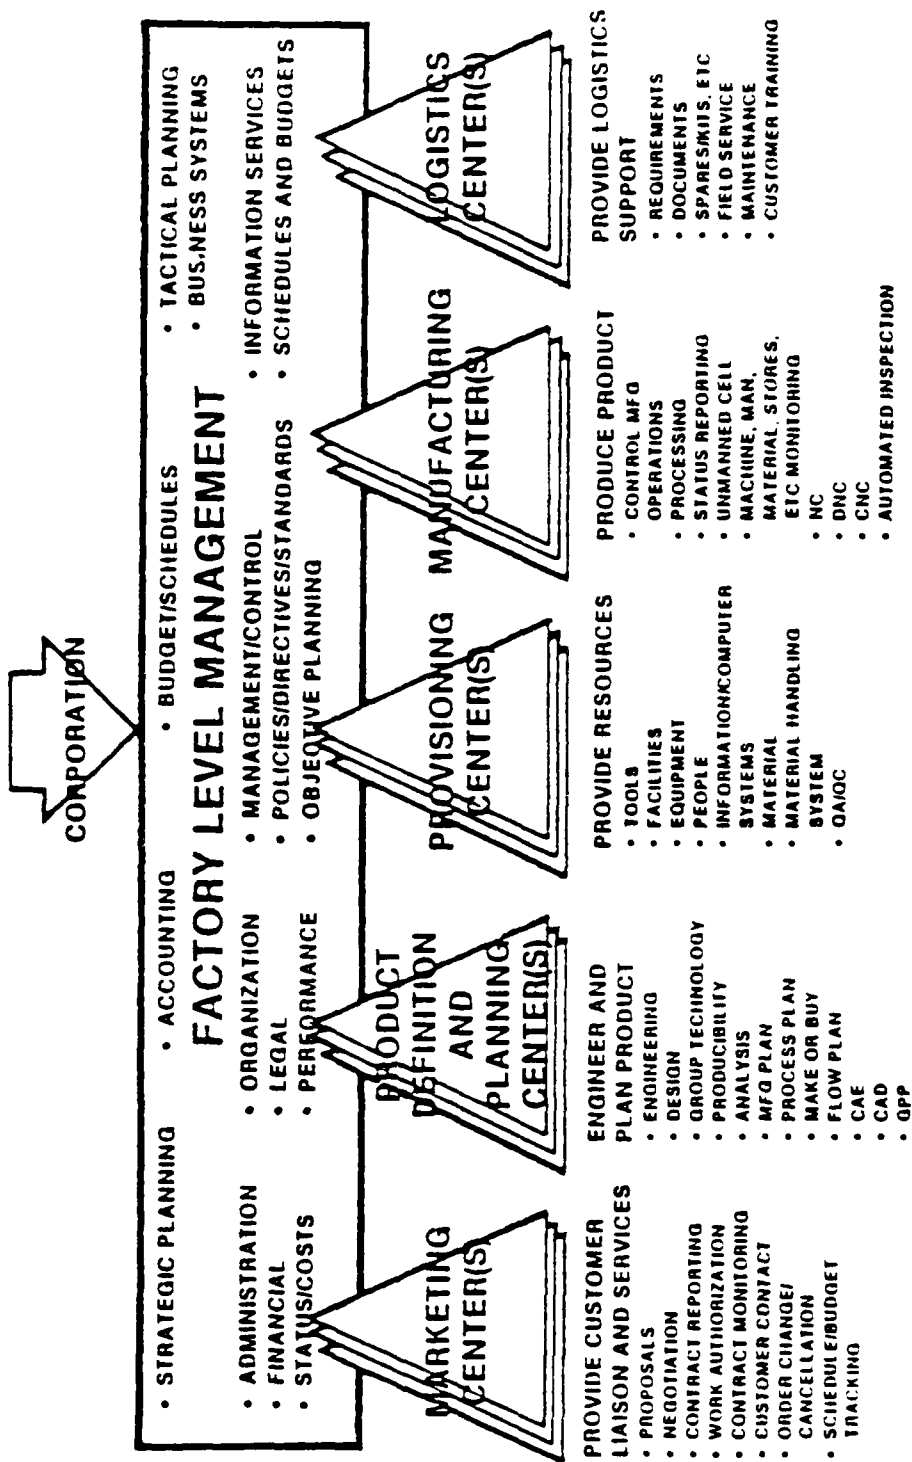 CORPORATION
• STRATEGIC PLANNING
• ACCOUNTING
• BUDGET/SCHEDULES
• TACTICAL PLANNING
• BUSINESS SYSTEMS
FACTORY LEVEL MANAGEMENT
• ADMINISTRATION
• FINANCIAL
• STATUS/COSTS
• ORGANIZATION
• LEGAL
• PERFORMANCE
• MANAGEMENT/CONTROL
• POLICIES/DIRECTIVES/STANDARDS
• OBJECTIVE PLANNING
• INFORMATION SERVICES
• SCHEDULES AND BUDGETS
MARKETING
CENTER(S)
PROVIDE CUSTOMER
LIAISON AND SERVICES
• PROPOSALS
• NEGOTIATION
• CONTRACT REPORTING
• WORK AUTHORIZATION
• CONTRACT MONITORING
• CUSTOMER CONTACT
• ORDER CHANGE/
CANCELLATION
• SCHEDULE/BUDGET
TRACKING
PRODUCT
DEFINITION
AND
PLANNING
CENTER(S)
ENGINEER AND
PLAN PRODUCT
• ENGINEERING
• DESIGN
• GROUP TECHNOLOGY
• PRODUCIBILITY
• ANALYSIS
• MFG PLAN
• PROCESS PLAN
• MAKE OR BUY
• FLOW PLAN
• CAE
• CAD
• GPP
PROVISIONING
CENTER(S)
PROVIDE RESOURCES
• TOOLS
• FACILITIES
• EQUIPMENT
• PEOPLE
• INFORMATION/COMPUTER
SYSTEMS
• MATERIAL
• MATERIAL HANDLING
SYSTEM
• QA/QC
MANUFACTURING
CENTER(S)
PRODUCE PRODUCT
• CONTROL MFG
OPERATIONS
• PROCESSING
• STATUS REPORTING
• UNMANNED CELL
• MACHINE, MAN,
MATERIAL, STORES,
ETC MONITORING
• NC
• DNC
• CNC
• AUTOMATED INSPECTION
LOGISTICS
CENTER(S)
PROVIDE LOGISTICS
SUPPORT
• REQUIREMENTS
• DOCUMENTS
• SPARES/KITS, ETC
• FIELD SERVICE
• MAINTENANCE
• CUSTOMER TRAINING